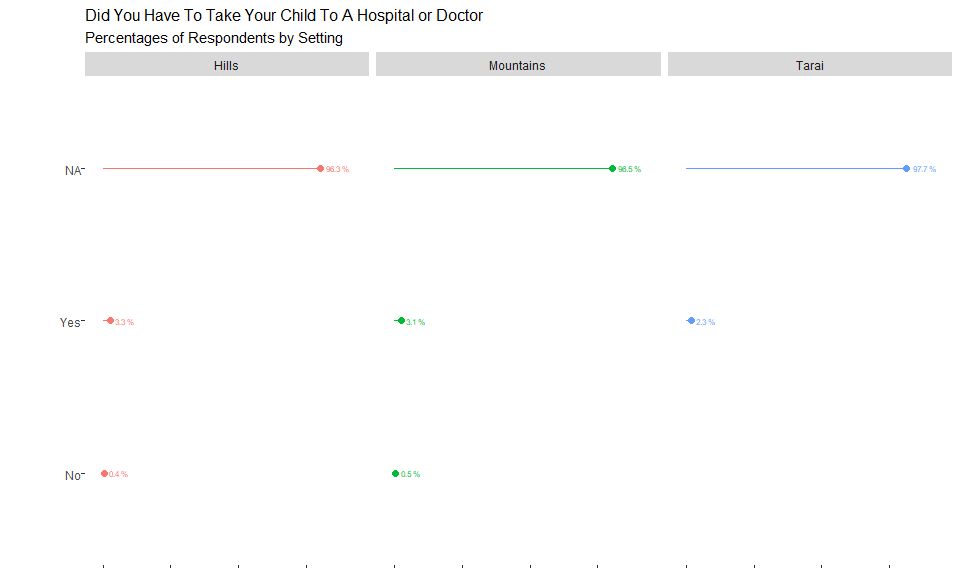 Did You Have To Take Your Child To A Hospital or Doctor
Percentages of Respondents by Setting
Hills Mountains Tarai
NA 96.3 % 96.5 % 97.7 %
Yes 3.3 % 3.1 % 2.3 %
No 0.4 % 0.5 %